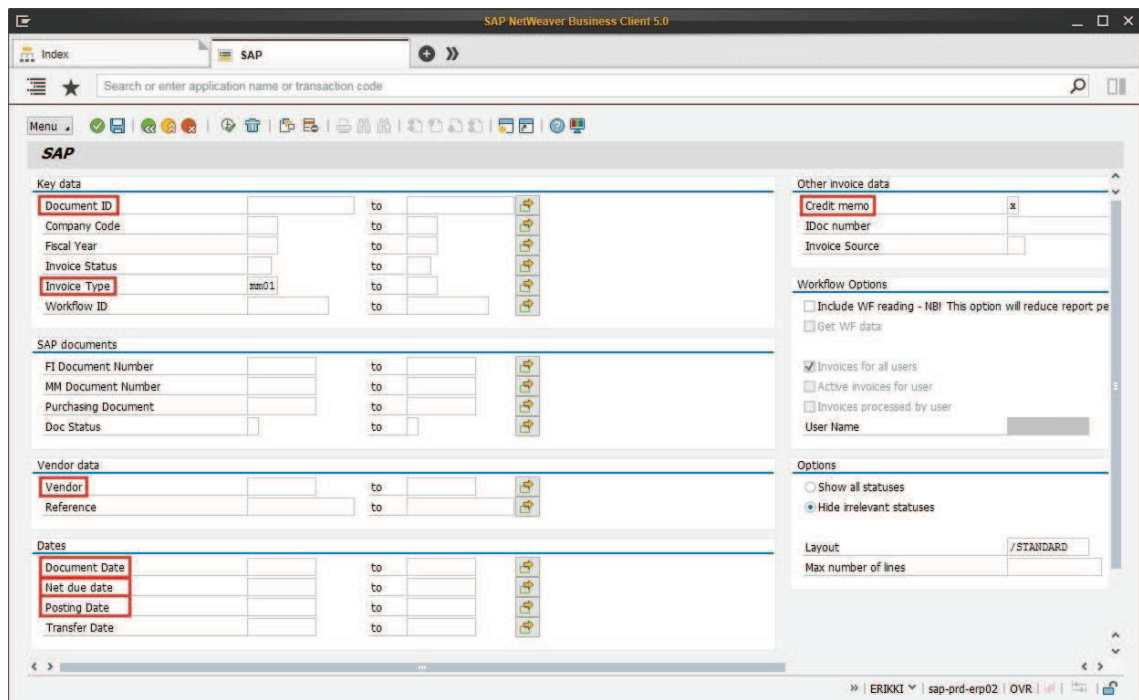 SAP NetWeaver Business Client 5.0
Index
SAP
Search or enter application name or transaction code
Menu
SAP
Key data
Document ID to
Company Code to
Fiscal Year to
Invoice Status to
Invoice Type mm01 to
Workflow ID to
SAP documents
FI Document Number to
MM Document Number to
Purchasing Document to
Doc Status to
Vendor data
Vendor to
Reference to
Dates
Document Date to
Net due date to
Posting Date to
Transfer Date to
Other invoice data
Credit memo x
IDoc number
Invoice Source
Workflow Options
Include WF reading - NB! This option will reduce report pe
Get WF data
Invoices for all users
Active invoices for user
Invoices processed by user
User Name
Options
Show all statuses
Hide irrelevant statuses
Layout /STANDARD
Max number of lines
ERIKKI sap-prd-erp02 OVR